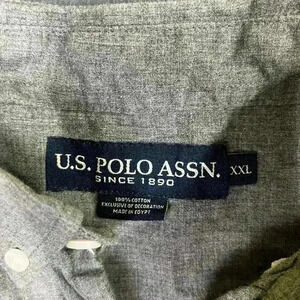 U.S. POLO ASSN.
SINCE 1890
XXL
100% COTTON
EXCLUSIVE OF DECORATION
MADE IN EGYPT